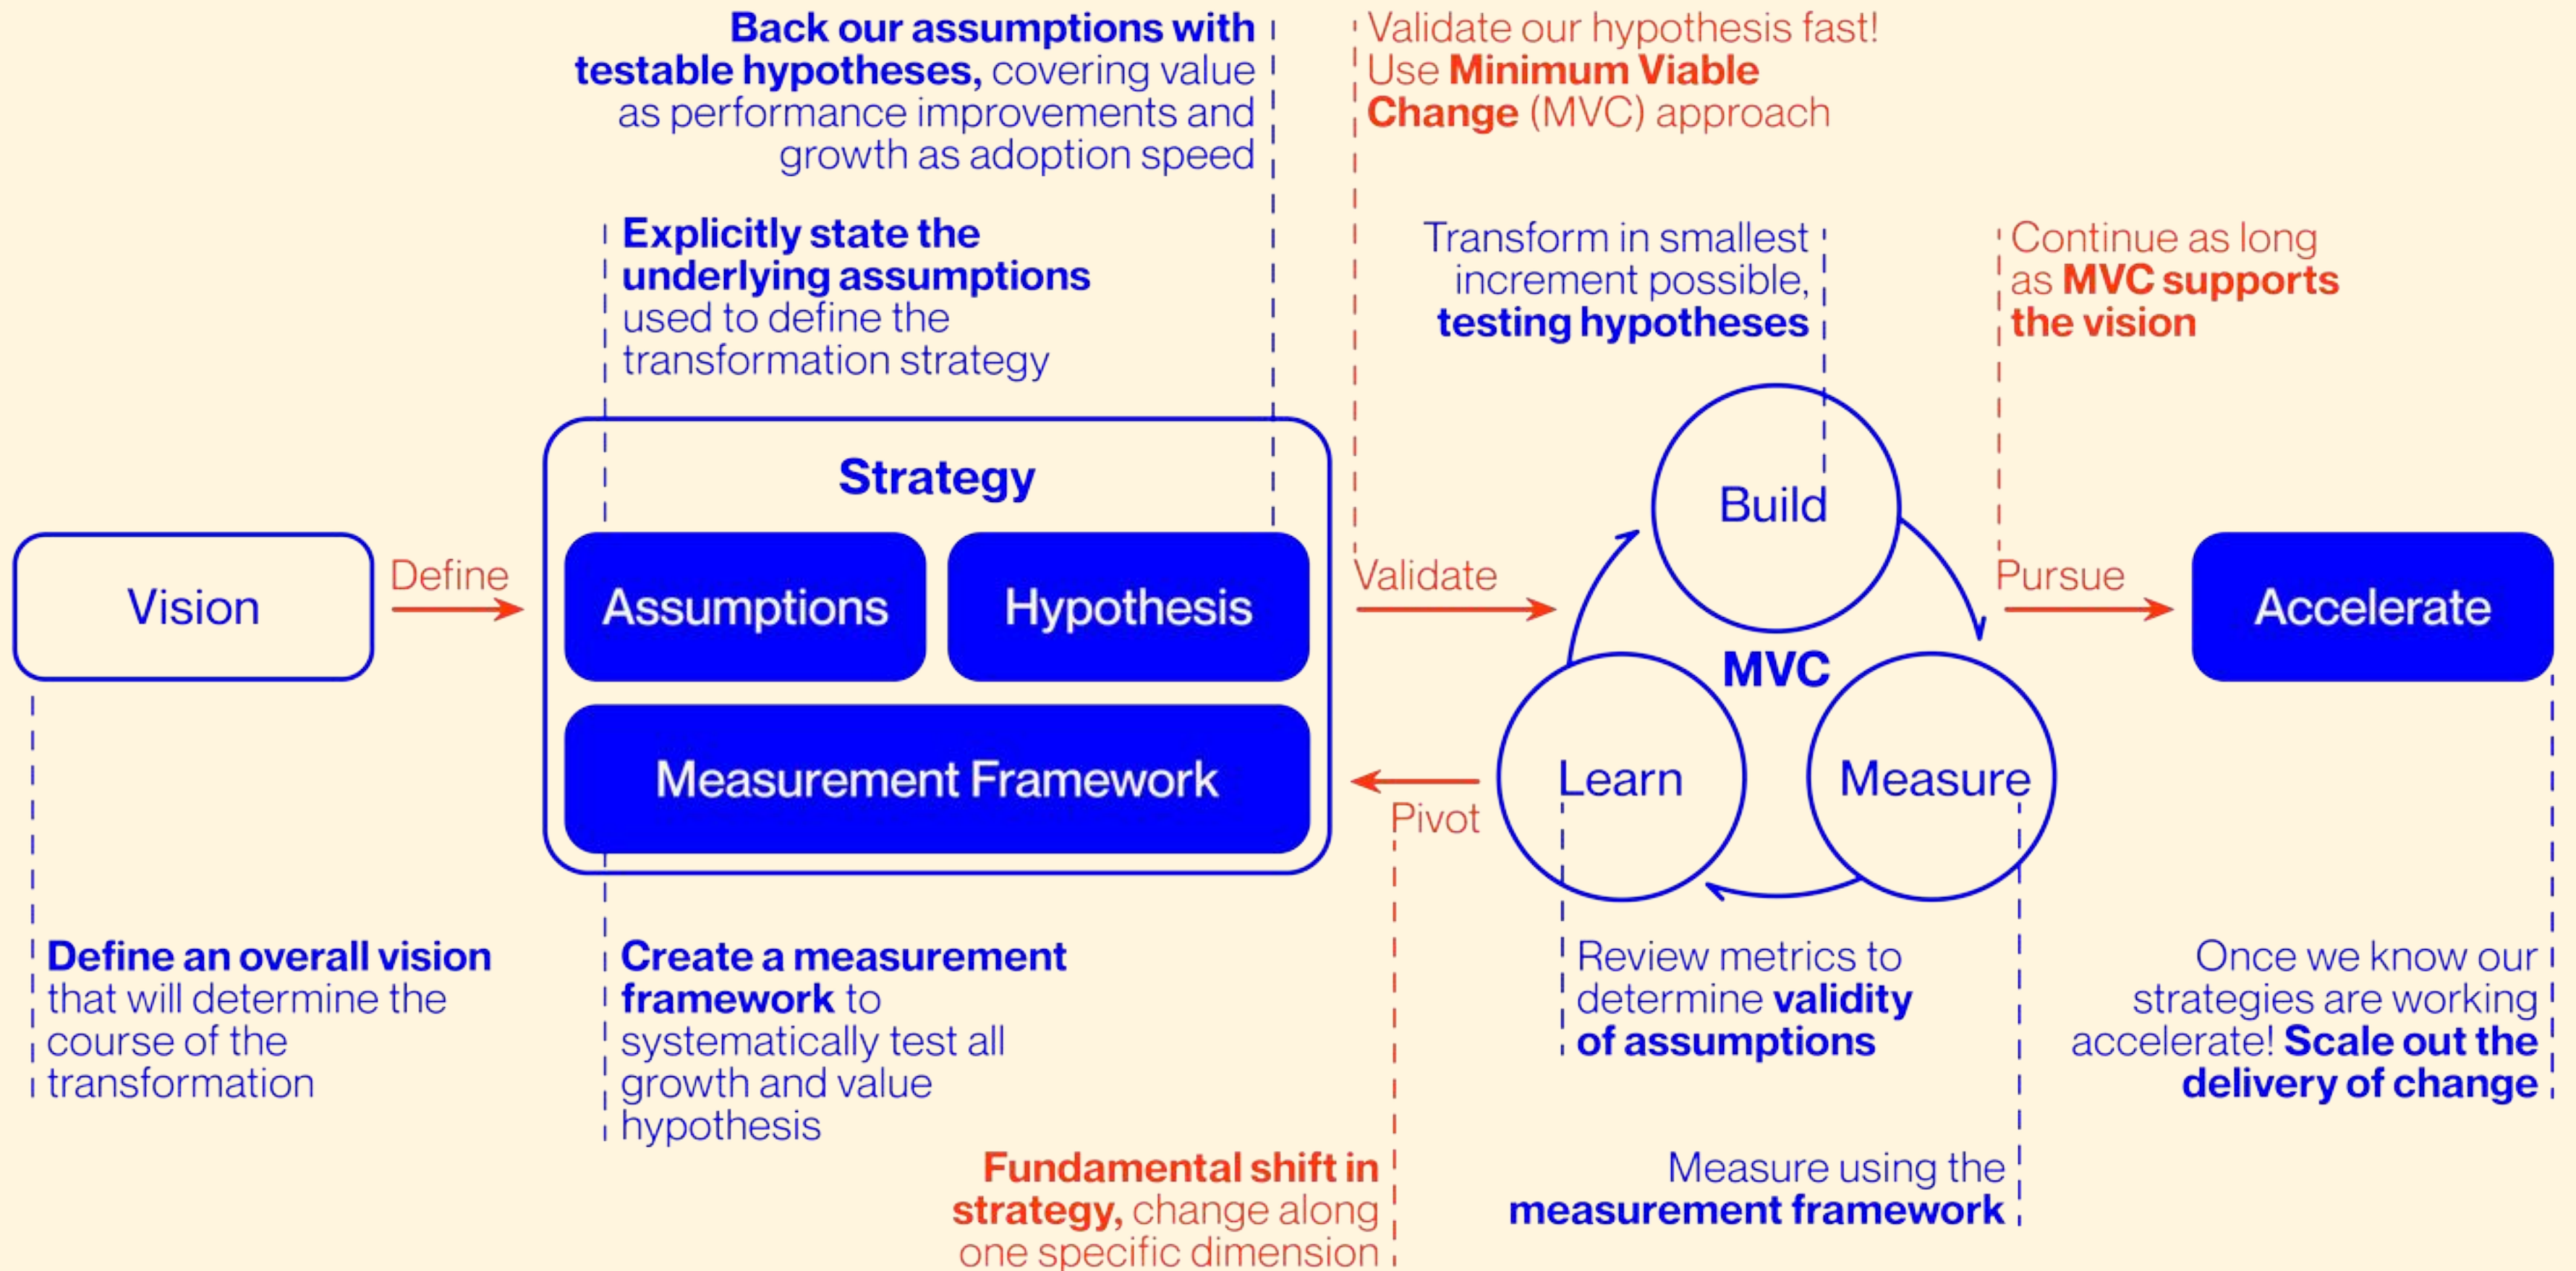 Back our assumptions with
testable hypotheses, covering value
as performance improvements and
growth as adoption speed
Validate our hypothesis fast!
Use Minimum Viable
Change (MVC) approach
Explicitly state the
underlying assumptions
used to define the
transformation strategy
Transform in smallest
increment possible,
testing hypotheses
Continue as long
as MVC supports
the vision
Vision
Define
Strategy
Assumptions
Hypothesis
Measurement Framework
Validate
Pivot
Build
MVC
Learn
Measure
Pursue
Accelerate
Define an overall vision
that will determine the
course of the
transformation
Create a measurement
framework to
systematically test all
growth and value
hypothesis
Fundamental shift in
strategy, change along
one specific dimension
Review metrics to
determine validity
of assumptions
Measure using the
measurement framework
Once we know our
strategies are working
accelerate! Scale out the
delivery of change